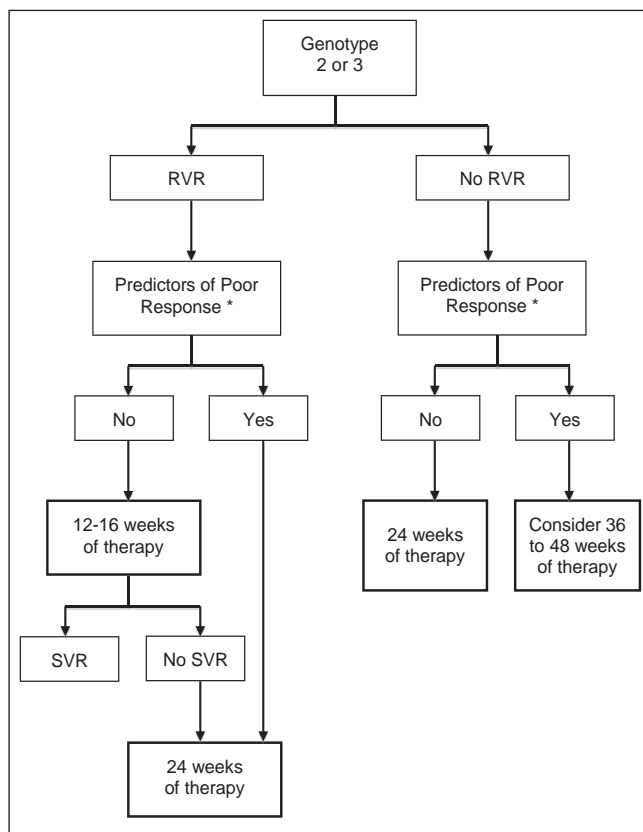 Genotype
2 or 3
RVR
No RVR
Predictors of Poor
Response *
Predictors of Poor
Response *
No
Yes
No
Yes
12-16 weeks
of therapy
24 weeks
of therapy
Consider 36
to 48 weeks
of therapy
SVR
No SVR
24 weeks
of therapy